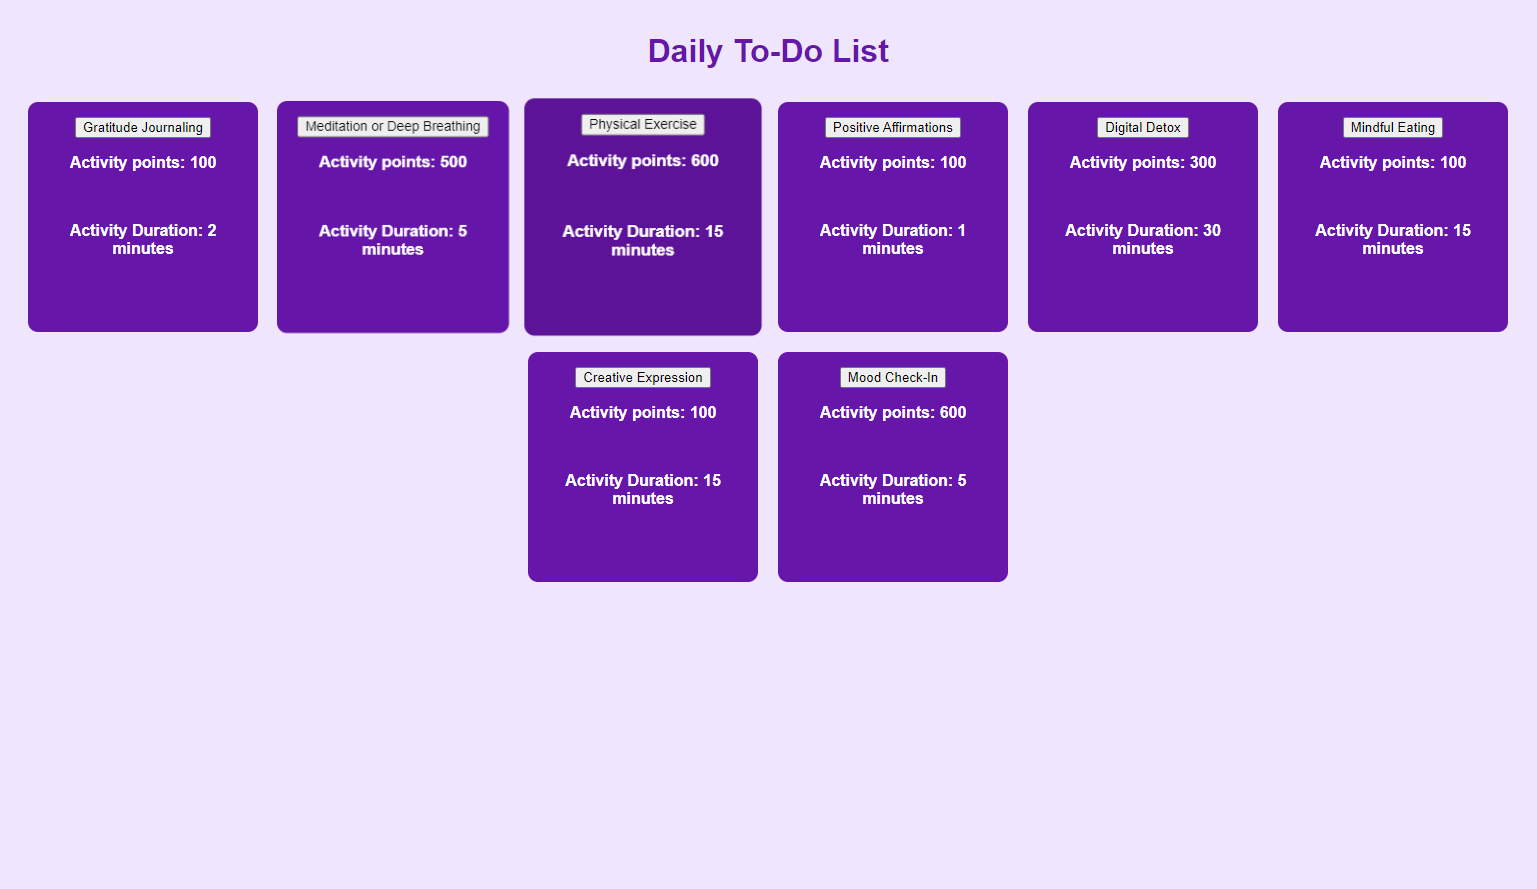 Daily To-Do List
Gratitude Journaling
Activity points: 100
Activity Duration: 2
minutes
Meditation or Deep Breathing
Activity points: 500
Activity Duration: 5
minutes
Physical Exercise
Activity points: 600
Activity Duration: 15
minutes
Positive Affirmations
Activity points: 100
Activity Duration: 1
minutes
Digital Detox
Activity points: 300
Activity Duration: 30
minutes
Mindful Eating
Activity points: 100
Activity Duration: 15
minutes
Creative Expression
Activity points: 100
Activity Duration: 15
minutes
Mood Check-In
Activity points: 600
Activity Duration: 5
minutes